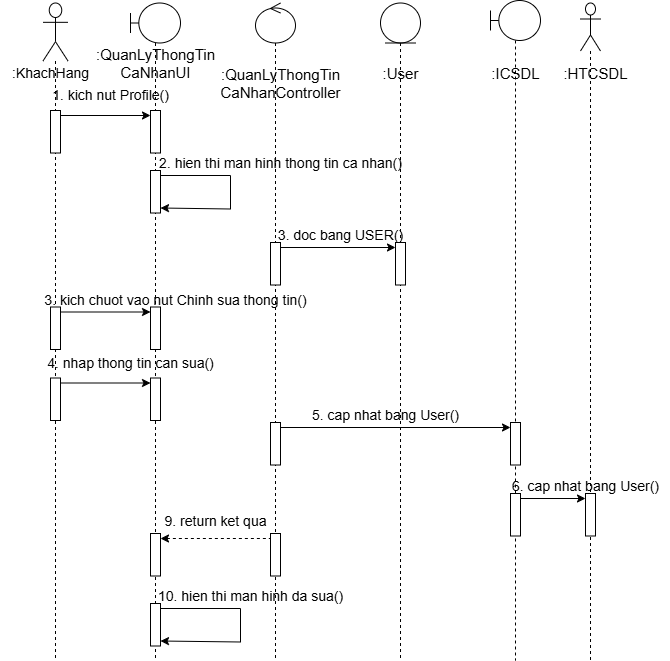 :KhachHang
:QuanLyThongTin
CaNhanUI
:QuanLyThongTin
CaNhanController
:User
:ICSDL
:HTCSDL
1. kich nut Profile()
2. hien thi man hinh thong tin ca nhan()
3. doc bang USER()
3. kich chuot vao nut Chinh sua thong tin()
4. nhap thong tin can sua()
5. cap nhat bang User()
6. cap nhat bang User()
9. return ket qua
10. hien thi man hinh da sua()